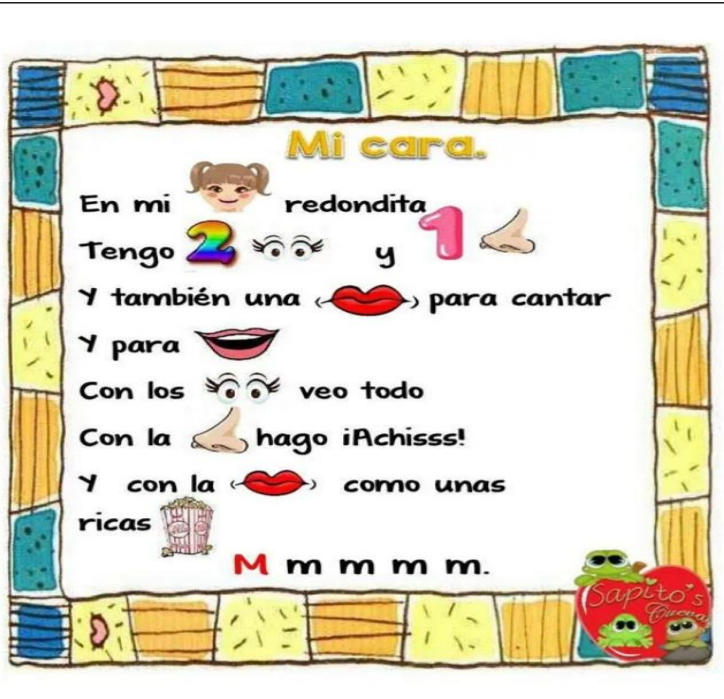 Mi cara.
En mi redondita
Tengo 2 y 1
Y también una para cantar
Y para
Con los veo todo
Con la hago ¡Achisss!
Y con la como unas
ricas
M m m m m.
Sapito's